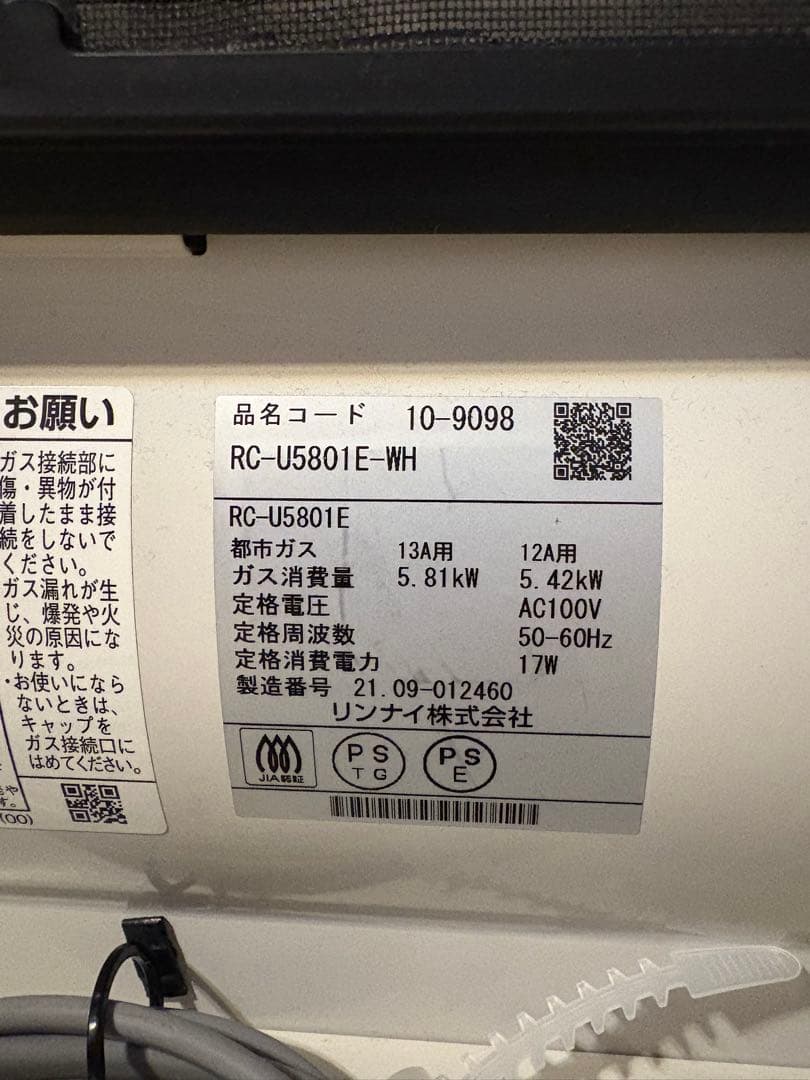 お願い
ガス接続部に
傷・異物が付
着したまま接
続をしないで
ください。
ガス漏れが生
じ、爆発や火
災の原因にな
ります。
・お使いになら
ないときは、
キャップを
ガス接続口に
はめてください。
(00)
品名コード 10-9098
RC-U5801E-WH
RC-U5801E
都市ガス 13A用 12A用
ガス消費量 5.81kW 5.42kW
定格電圧 AC100V
定格周波数 50-60Hz
定格消費電力 17W
製造番号 21.09-012460
リンナイ株式会社
JIA認証
PS
TG
PS
E